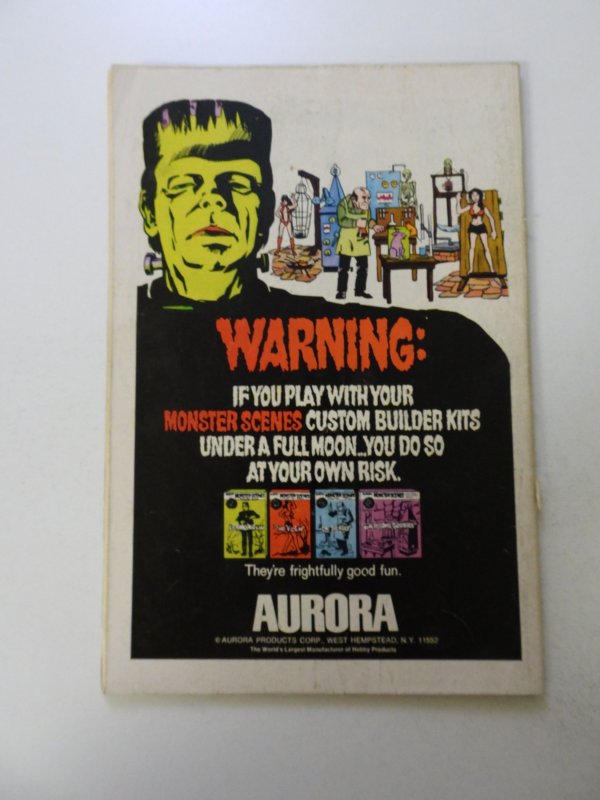 WARNING:
IF YOU PLAY WITH YOUR
MONSTER SCENES CUSTOM BUILDER KITS
UNDER A FULL MOON...YOU DO SO
AT YOUR OWN RISK.
They're frightfully good fun.
AURORA
© AURORA PRODUCTS CORP., WEST HEMPSTEAD, N.Y. 11552
The World's Largest Manufacturer of Hobby Products